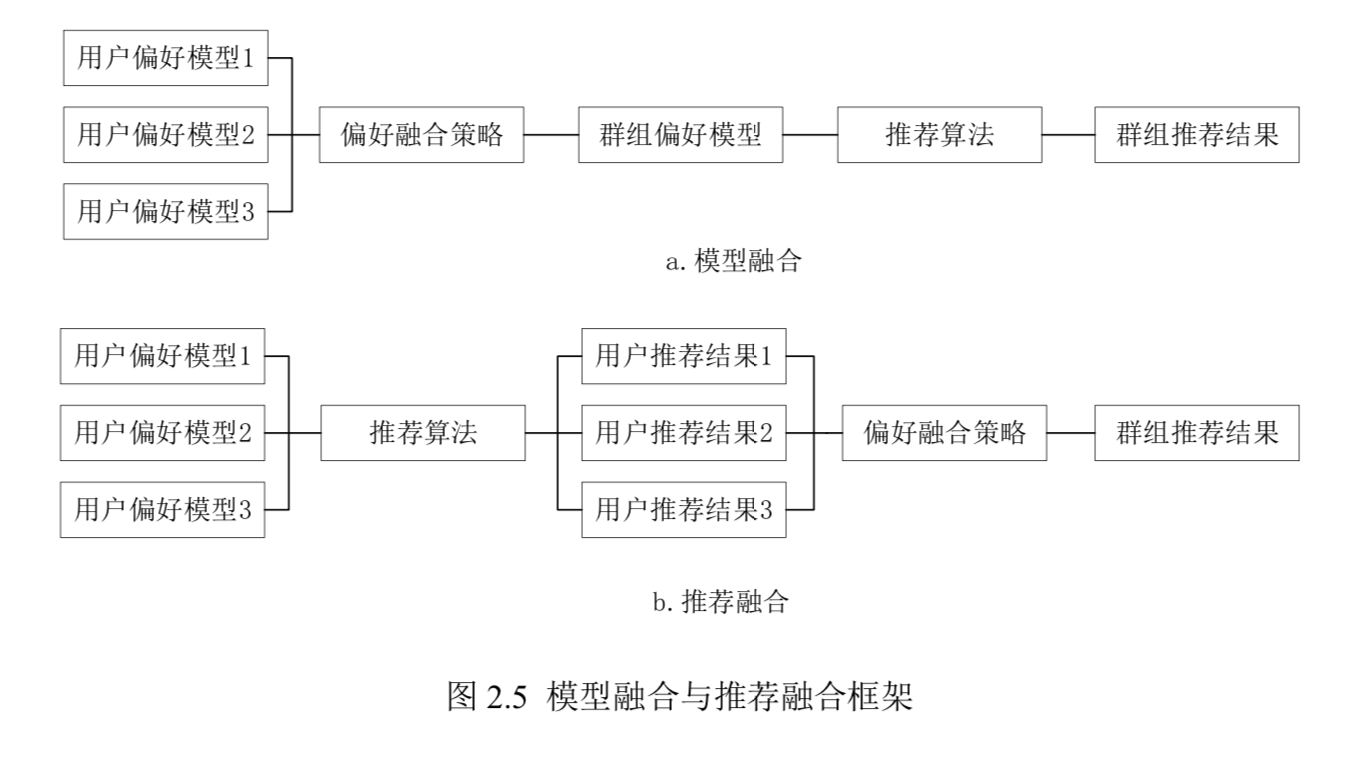 用户偏好模型1
用户偏好模型2
偏好融合策略
群组偏好模型
推荐算法
群组推荐结果
用户偏好模型3
a.模型融合
用户偏好模型1
用户推荐结果1
用户偏好模型2
推荐算法
用户推荐结果2
偏好融合策略
群组推荐结果
用户偏好模型3
用户推荐结果3
b.推荐融合
图 2.5 模型融合与推荐融合框架